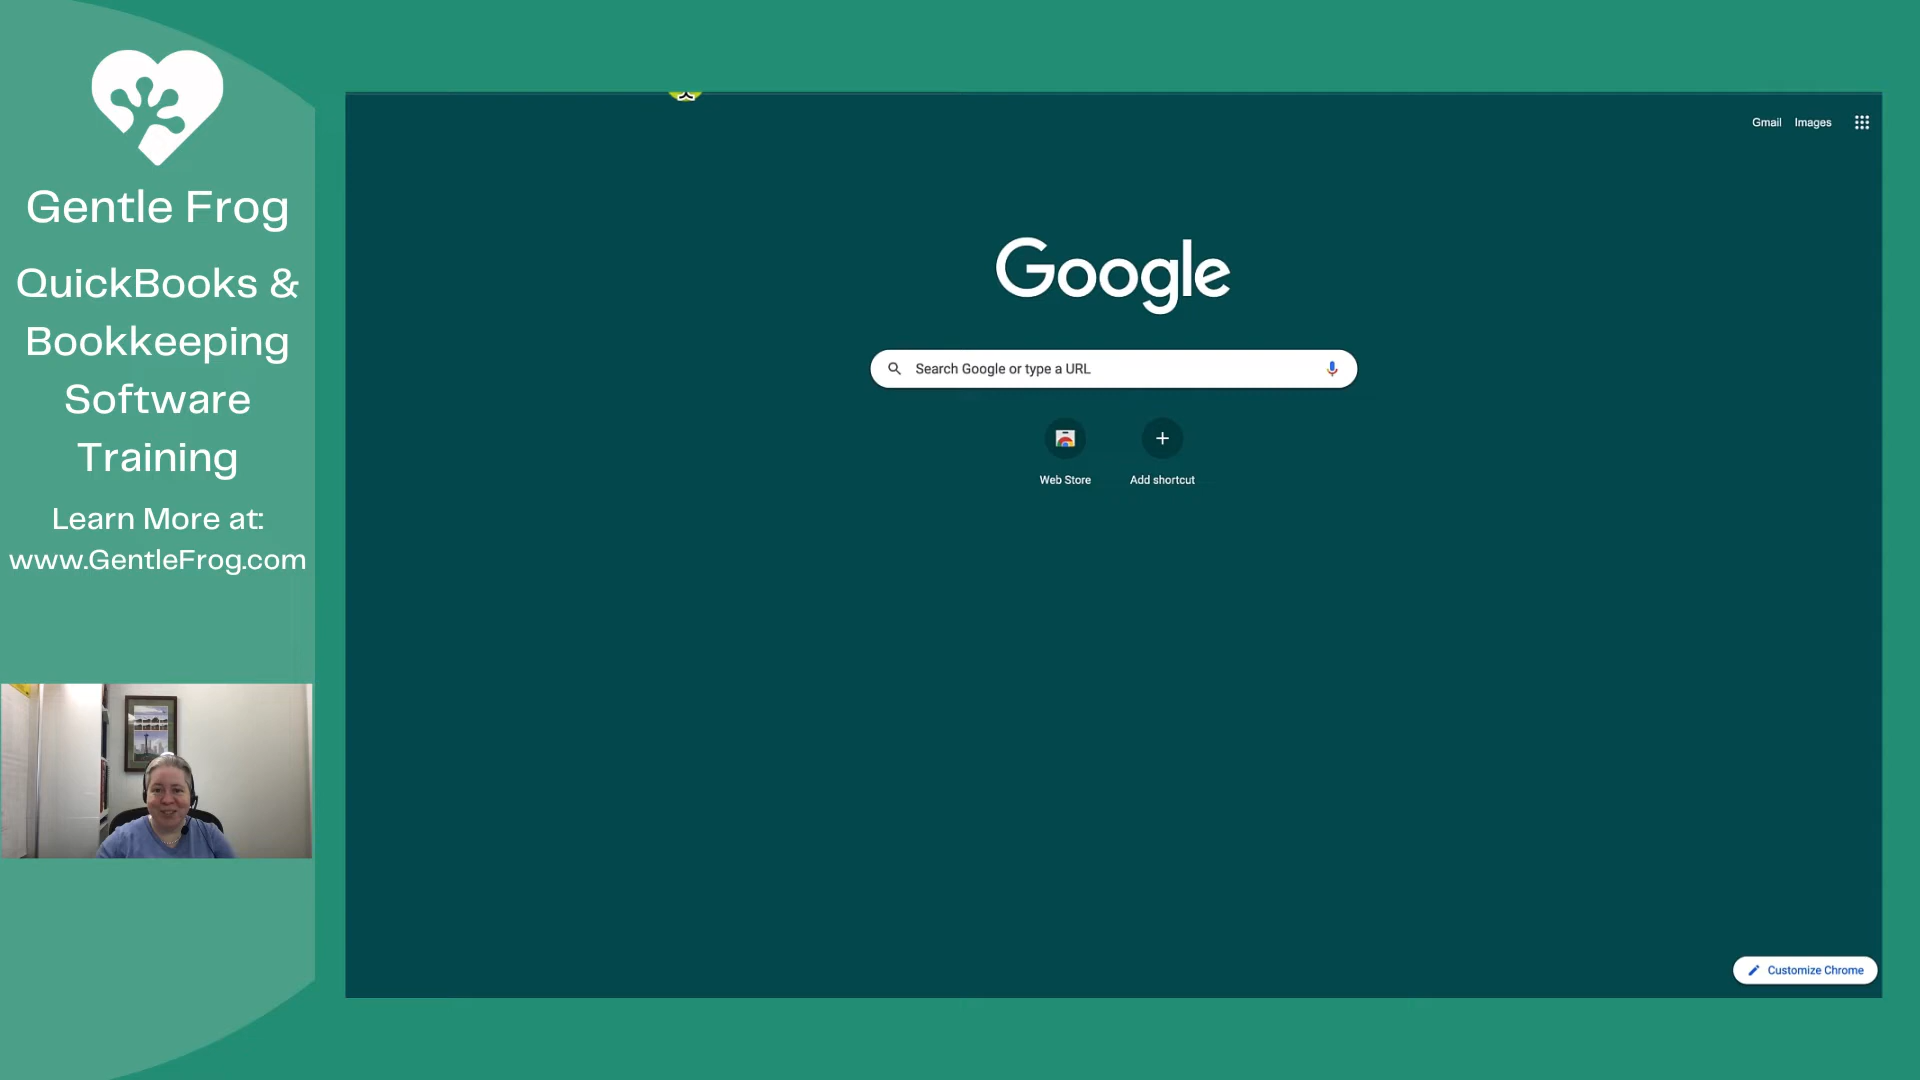 Gentle Frog
QuickBooks &
Bookkeeping
Software
Training
Learn More at:
www.GentleFrog.com
Gmail Images
Google
Search Google or type a URL
Web Store
Add shortcut
Customize Chrome